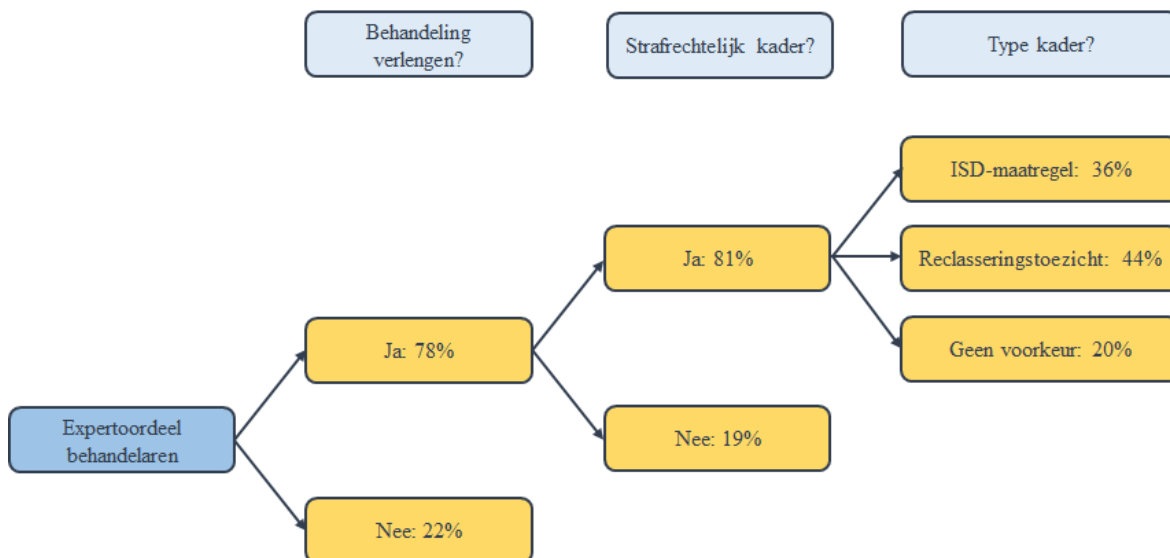 Behandeling
verlengen?
Strafrechtelijk kader?
Type kader?
ISD-maatregel: 36%
Ja: 81%
Reclasseringstoezicht: 44%
Ja: 78%
Geen voorkeur: 20%
Expertoordeel
behandelaren
Nee: 19%
Nee: 22%